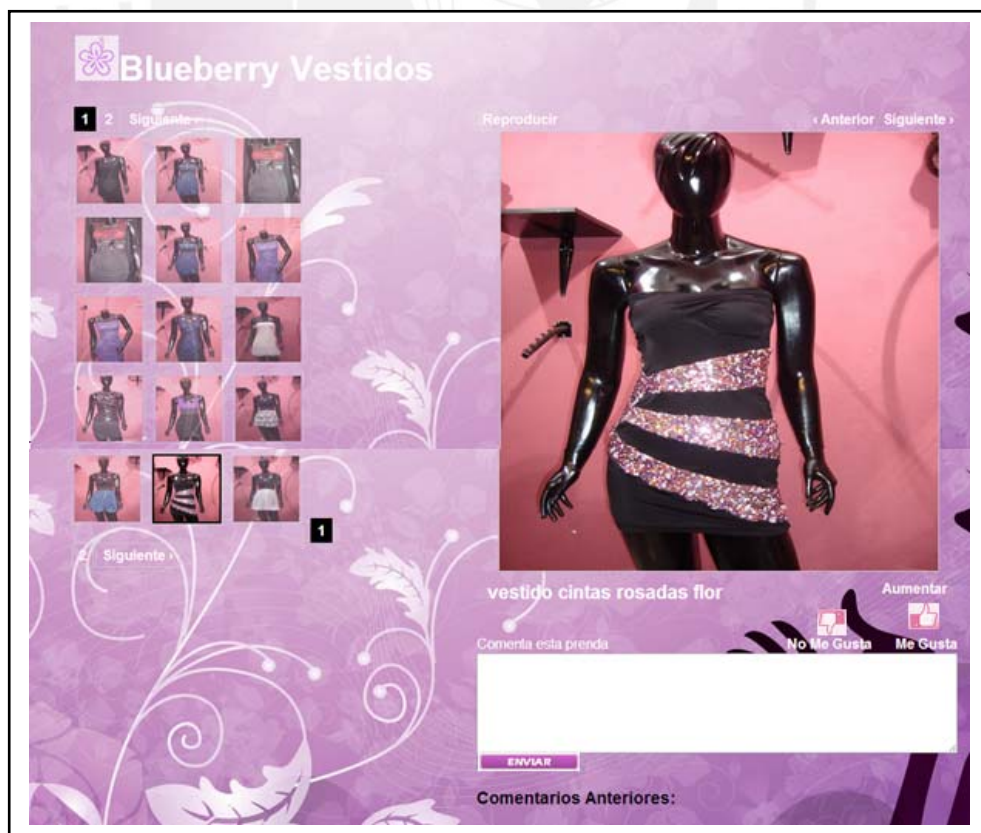 Blueberry Vestidos
1 2 Siguiente ›
Reproducir
‹ Anterior Siguiente ›
1
2 Siguiente ›
vestido cintas rosadas flor
Aumentar
No Me Gusta Me Gusta
Comenta esta prenda
ENVIAR
Comentarios Anteriores: